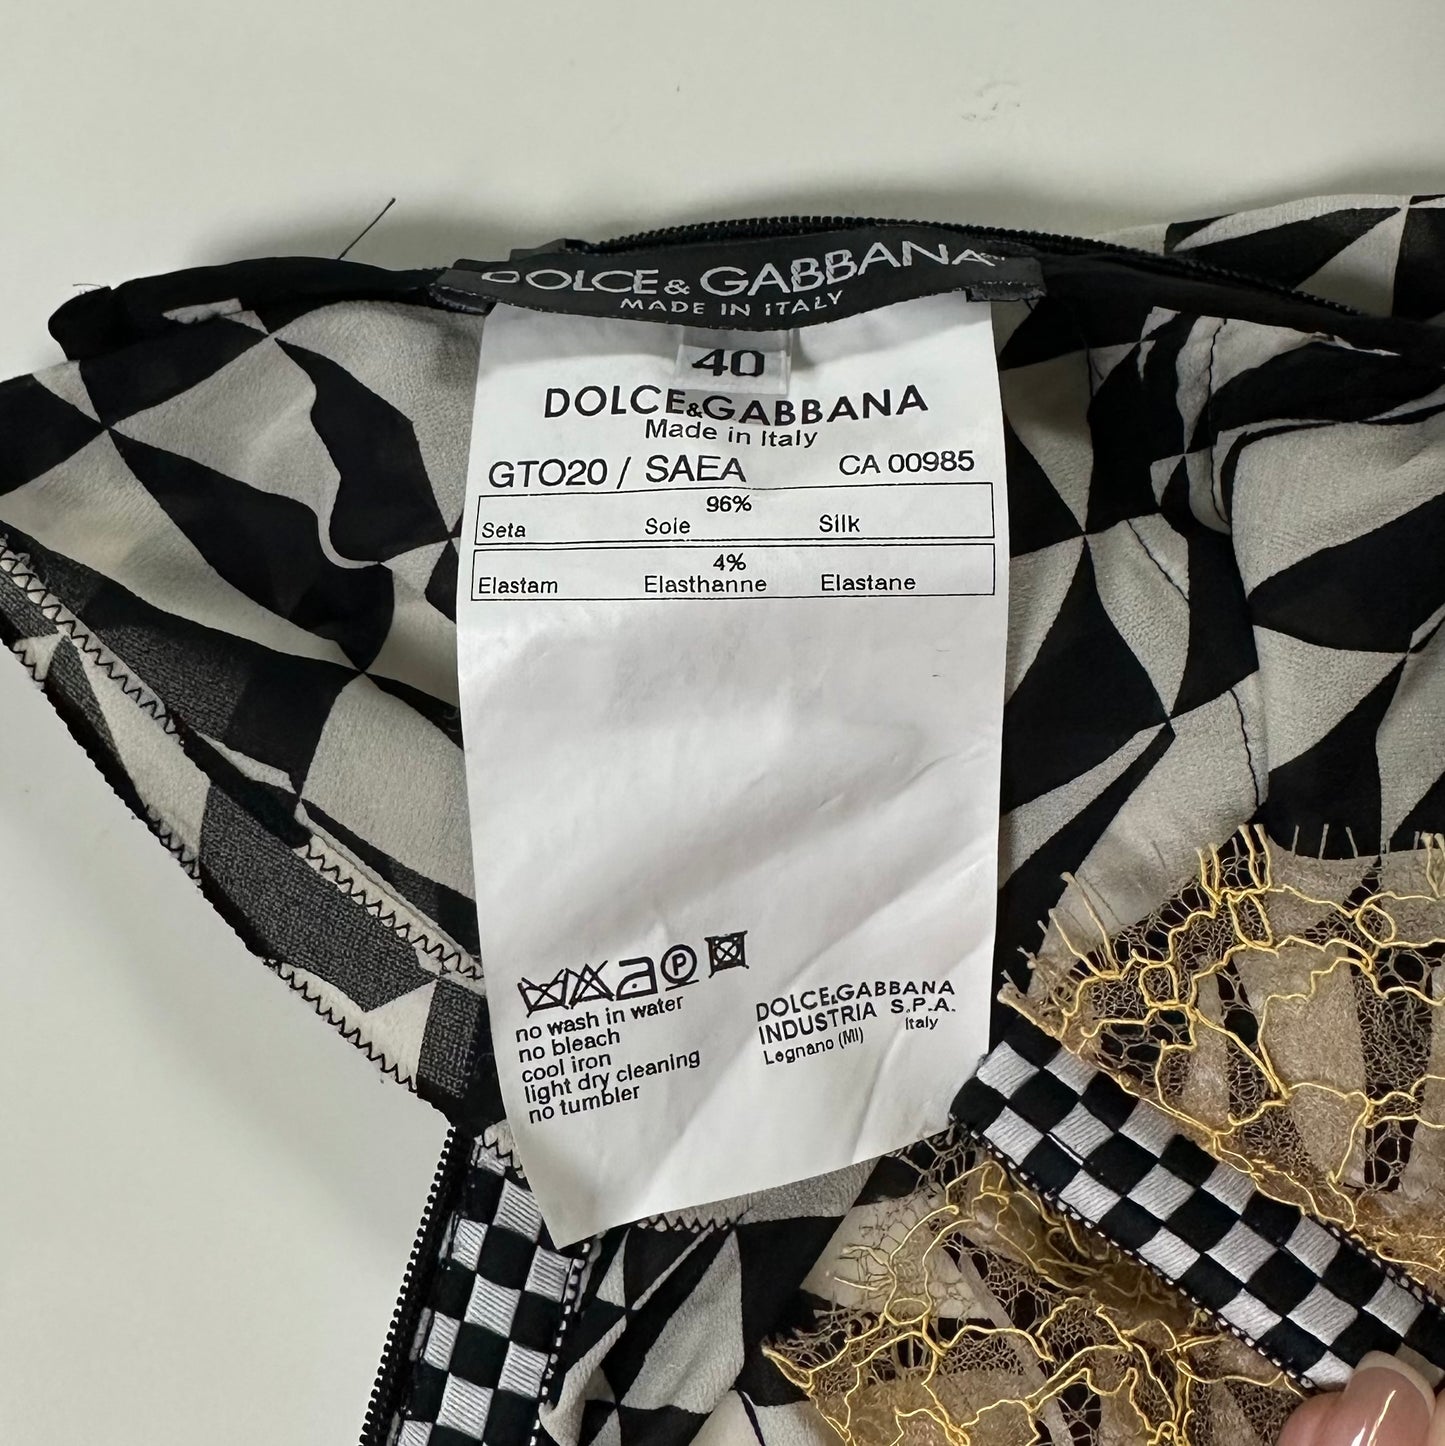 DOLCE & GABBANA
MADE IN ITALY
40
DOLCE&GABBANA
Made in Italy
GTO20 / SAEA CA 00985
96%
Seta Soie Silk
4%
Elastam Elasthanne Elastane
P
no wash in water
no bleach
cool iron
light dry cleaning
no tumbler
DOLCE&GABBANA
INDUSTRIA S.P.A.
Legnano (MI) Italy